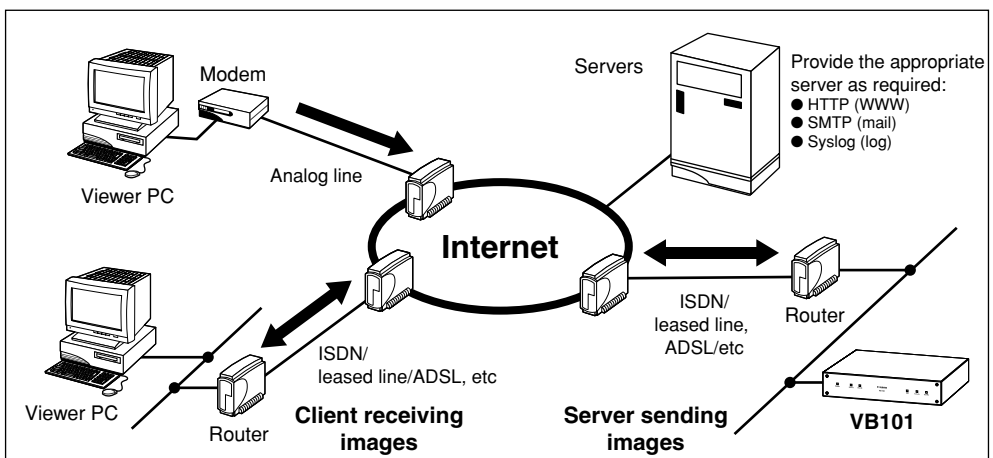 Modem
Analog line
Viewer PC
Servers
Provide the appropriate
server as required:
● HTTP (WWW)
● SMTP (mail)
● Syslog (log)
Internet
Viewer PC
Router
ISDN/
leased line/ADSL, etc
Client receiving
images
ISDN/
leased line,
ADSL/etc
Router
Server sending
images
VB101